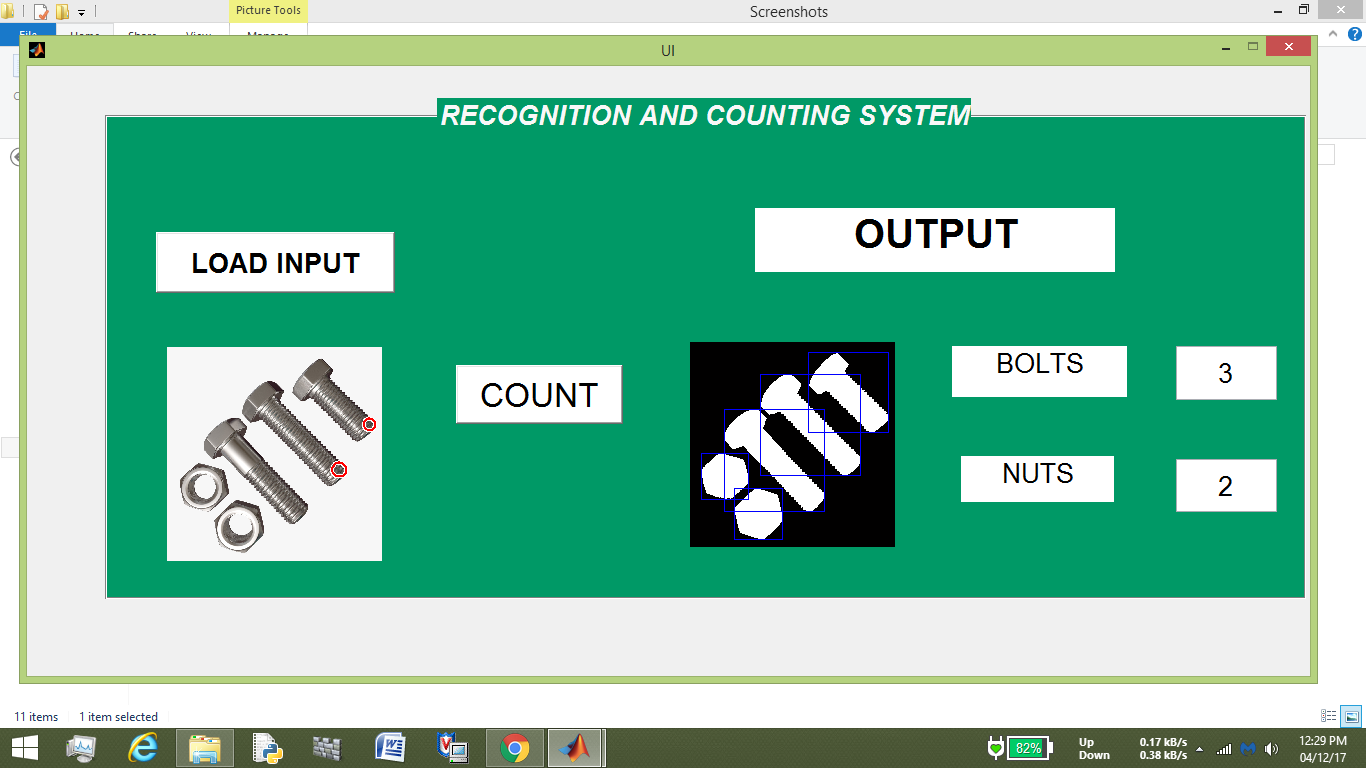 Picture Tools
Screenshots
File
Home
Share
View
Manage
UI
RECOGNITION AND COUNTING SYSTEM
OUTPUT
LOAD INPUT
BOLTS
3
COUNT
NUTS
2
11 items
1 item selected
82%
Up
0.17 kB/s
Down
0.38 kB/s
12:29 PM
04/12/17